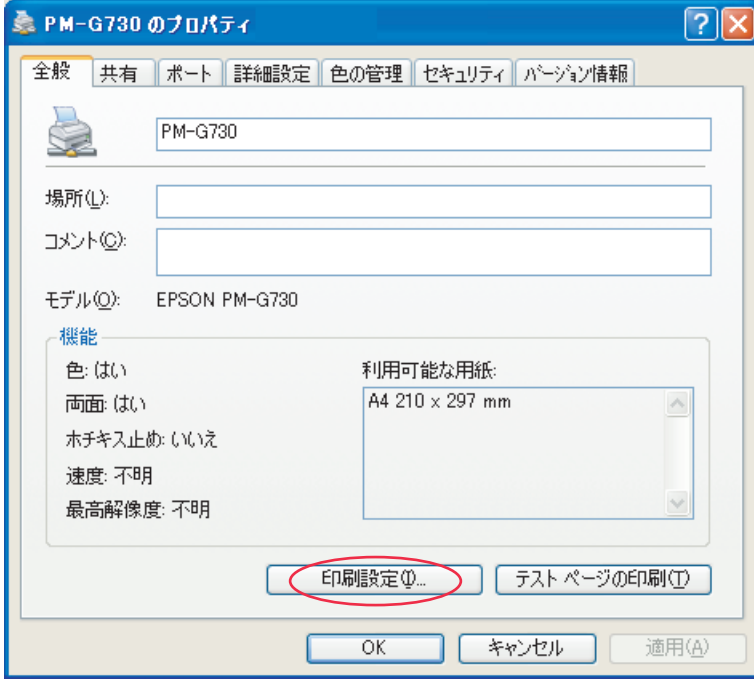 PM-G730 のプロパティ
全般 共有 ポート 詳細設定 色の管理 セキュリティ バージョン情報
PM-G730
場所(L):
コメント(C):
モデル(O): EPSON PM-G730
機能
色: はい 利用可能な用紙:
両面: はい A4 210 x 297 mm
ホチキス止め: いいえ
速度: 不明
最高解像度: 不明
印刷設定(I)... テスト ページの印刷(T)
OK キャンセル 適用(A)